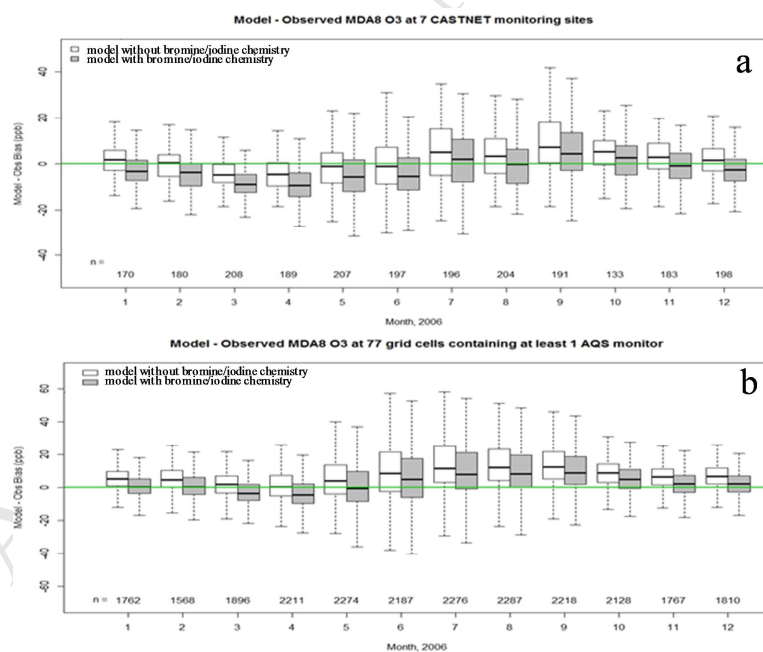 Model - Observed MDA8 O3 at 7 CASTNET monitoring sites
model without bromine/iodine chemistry
model with bromine/iodine chemistry
a
Model - Obs Bias (ppb)
40
20
0
-20
-40
n =
170 180 208 189 207 197 196 204 191 133 183 198
1 2 3 4 5 6 7 8 9 10 11 12
Month, 2006
Model - Observed MDA8 O3 at 77 grid cells containing at least 1 AQS monitor
model without bromine/iodine chemistry
model with bromine/iodine chemistry
b
Model - Obs Bias (ppb)
60
40
20
0
-20
-40
-60
n = 1762 1568 1896 2211 2274 2187 2276 2287 2218 2128 1767 1810
1 2 3 4 5 6 7 8 9 10 11 12
Month, 2006